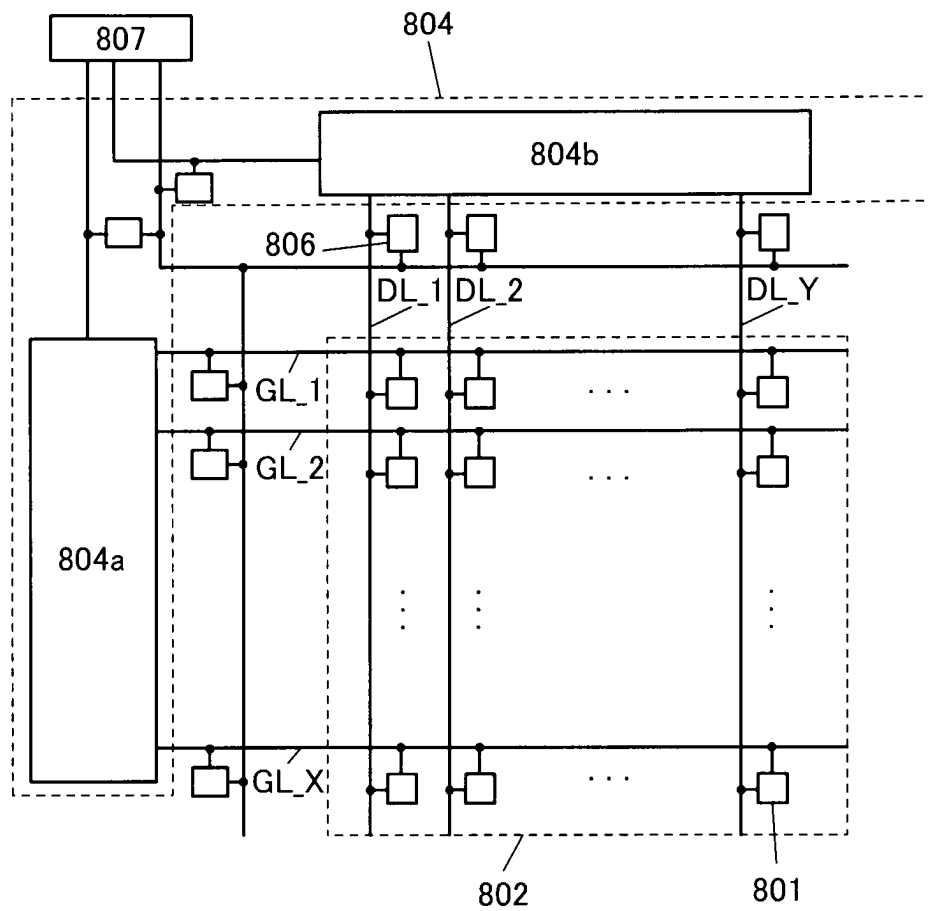 804
807
804b
806
DL_1 DL_2 DL_Y
GL_1
. . .
GL_2
. . .
804a
. . .
. . .
. . .
GL_X
. . .
802
801